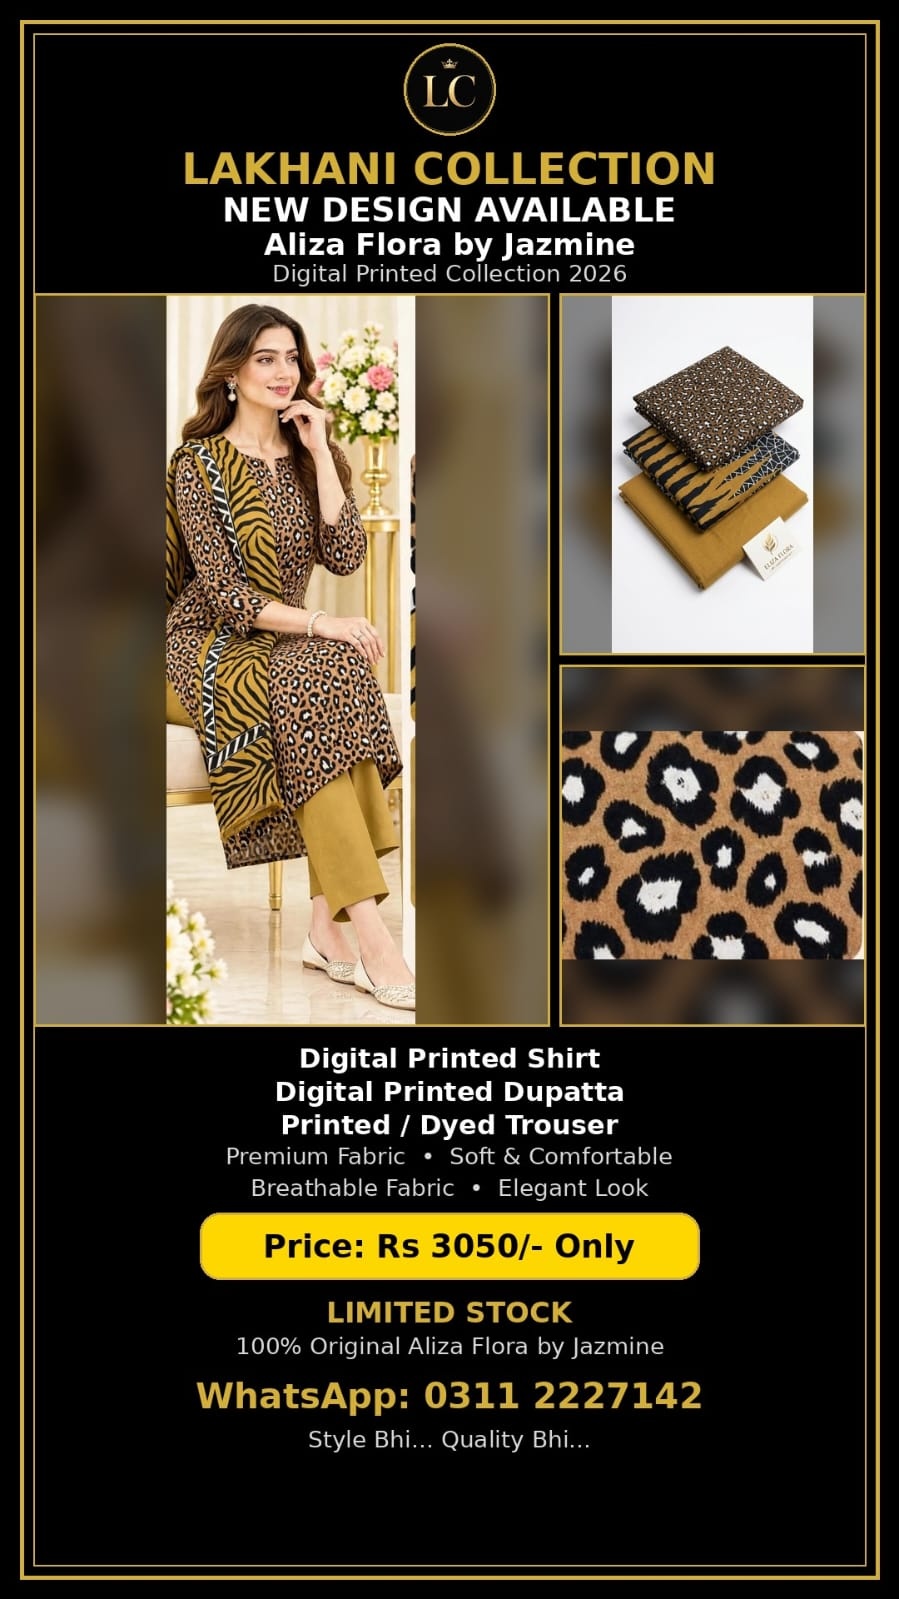 LC
LAKHANI COLLECTION
NEW DESIGN AVAILABLE
Aliza Flora by Jazmine
Digital Printed Collection 2026
ELIZA FLORA
Digital Printed Shirt
Digital Printed Dupatta
Printed / Dyed Trouser
Premium Fabric • Soft & Comfortable
Breathable Fabric • Elegant Look
Price: Rs 3050/- Only
LIMITED STOCK
100% Original Aliza Flora by Jazmine
WhatsApp: 0311 2227142
Style Bhi... Quality Bhi...